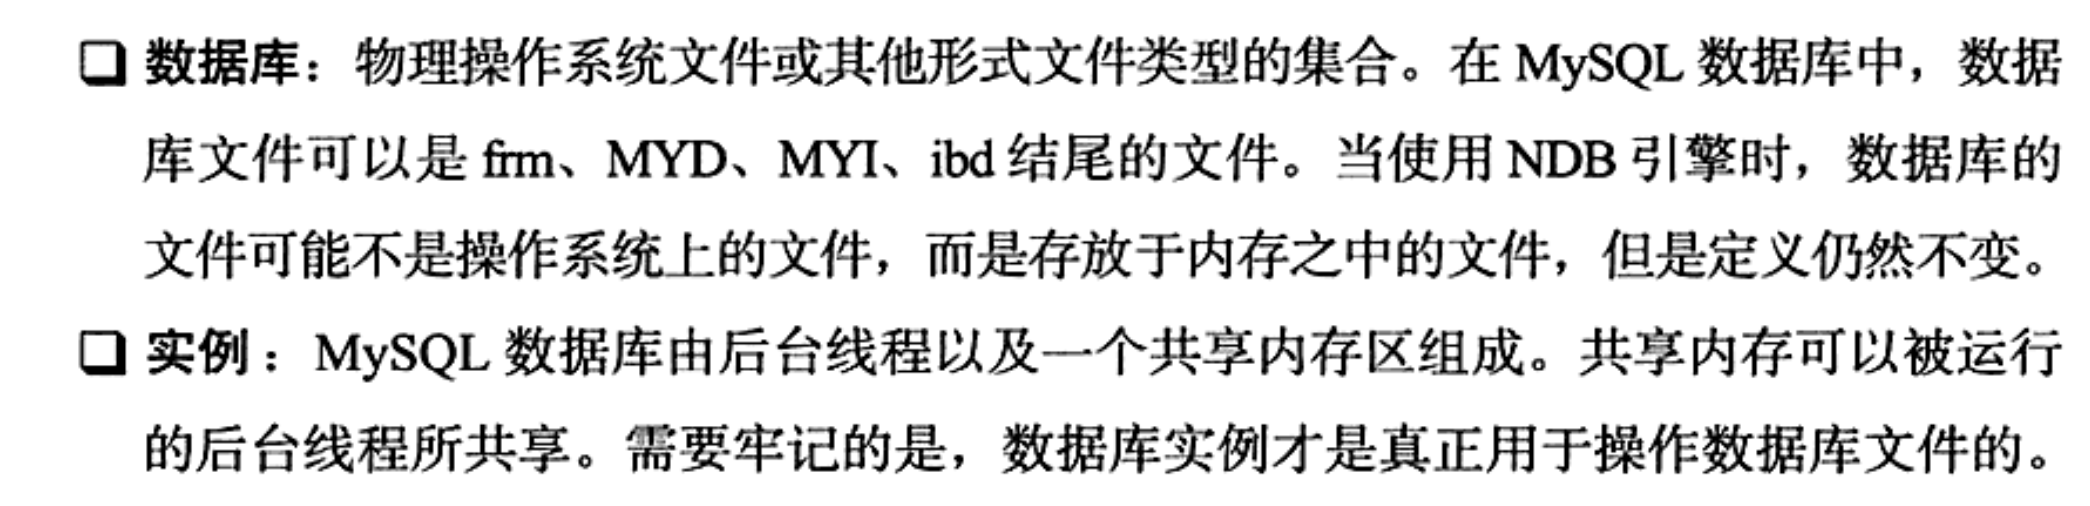 ❑ 数据库：物理操作系统文件或其他形式文件类型的集合。在 MySQL 数据库中，数据
库文件可以是 frm、MYD、MYI、ibd 结尾的文件。当使用 NDB 引擎时，数据库的
文件可能不是操作系统上的文件，而是存放于内存之中的文件，但是定义仍然不变。
❑ 实例：MySQL 数据库由后台线程以及一个共享内存区组成。共享内存可以被运行
的后台线程所共享。需要牢记的是，数据库实例才是真正用于操作数据库文件的。